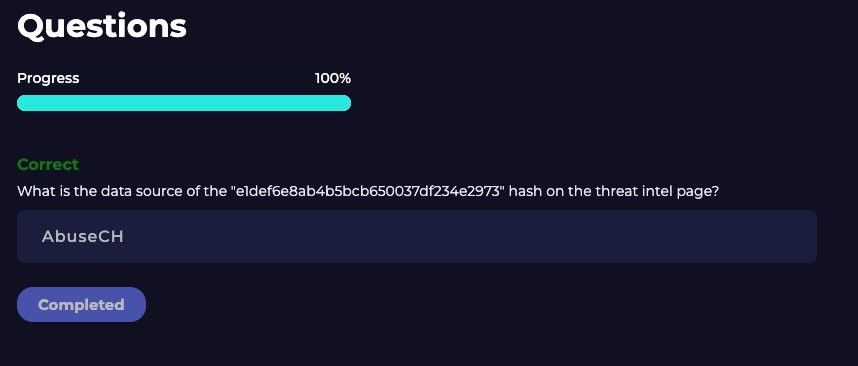 Questions
Progress 100%
Correct
What is the data source of the "e1def6e8ab4b5bcb650037df234e2973" hash on the threat intel page?
AbuseCH
Completed